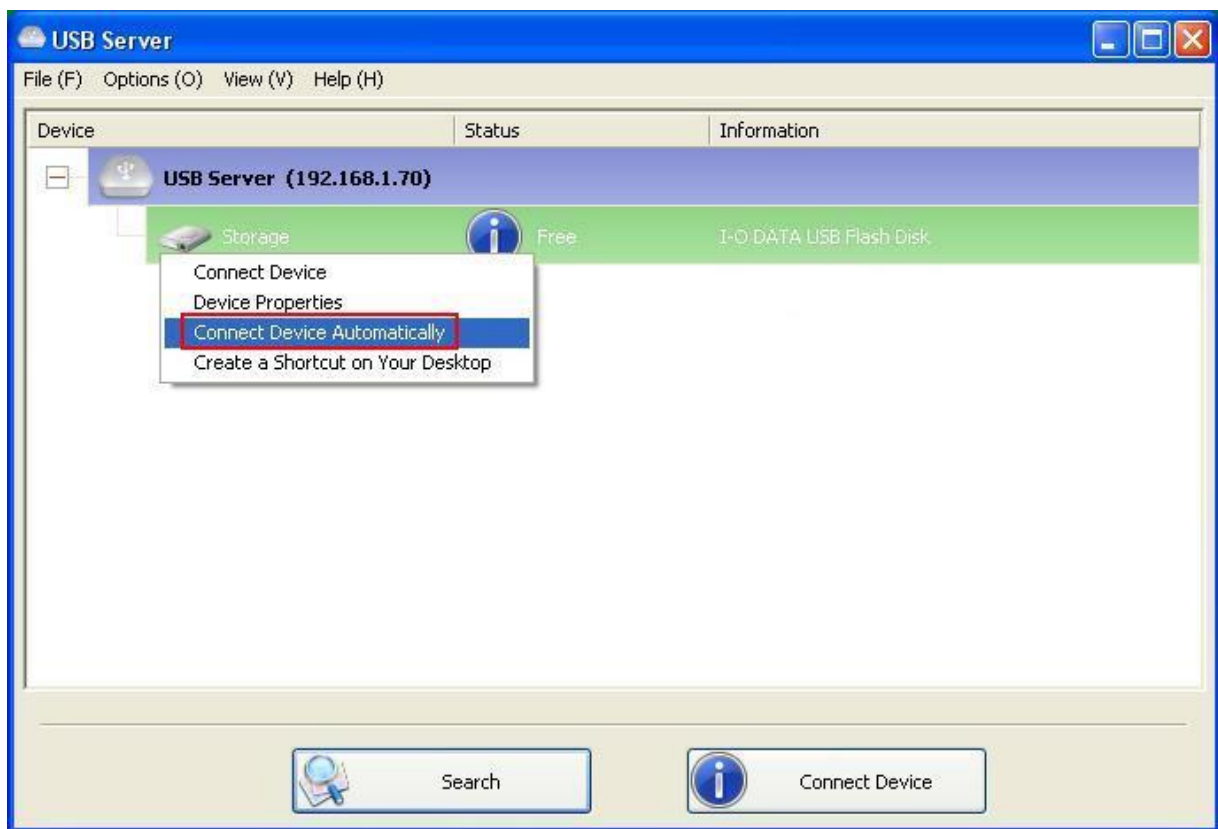 USB Server
File (F) Options (O) View (V) Help (H)
Device Status Information
USB Server (192.168.1.70)
Storage Free I-O DATA USB Flash Disk
Connect Device
Device Properties
Connect Device Automatically
Create a Shortcut on Your Desktop
Search Connect Device